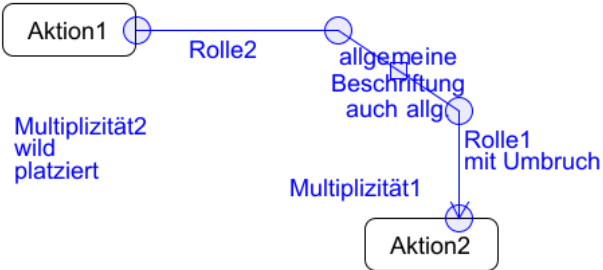 Aktion1
Rolle2
allgemeine
Beschriftung
auch allg.
Multiplizität2
wild
platziert
Rolle1
mit Umbruch
Multiplizität1
Aktion2